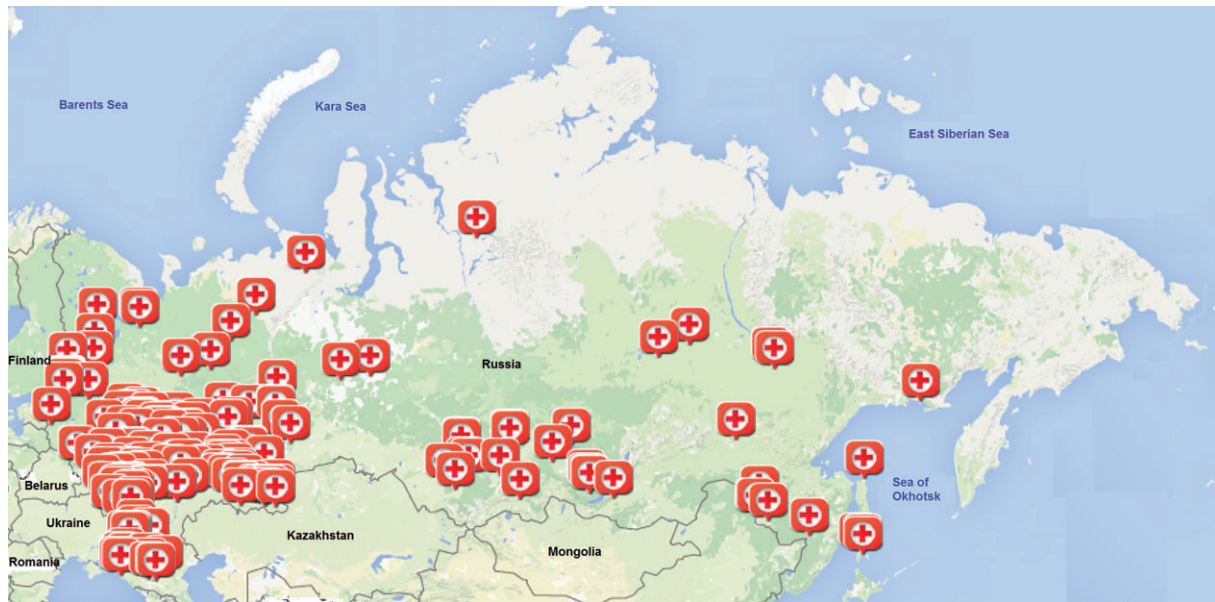 Barents Sea
Kara Sea
East Siberian Sea
Finland
Russia
Belarus
Sea of
Okhotsk
Ukraine
Kazakhstan
Mongolia
Romania